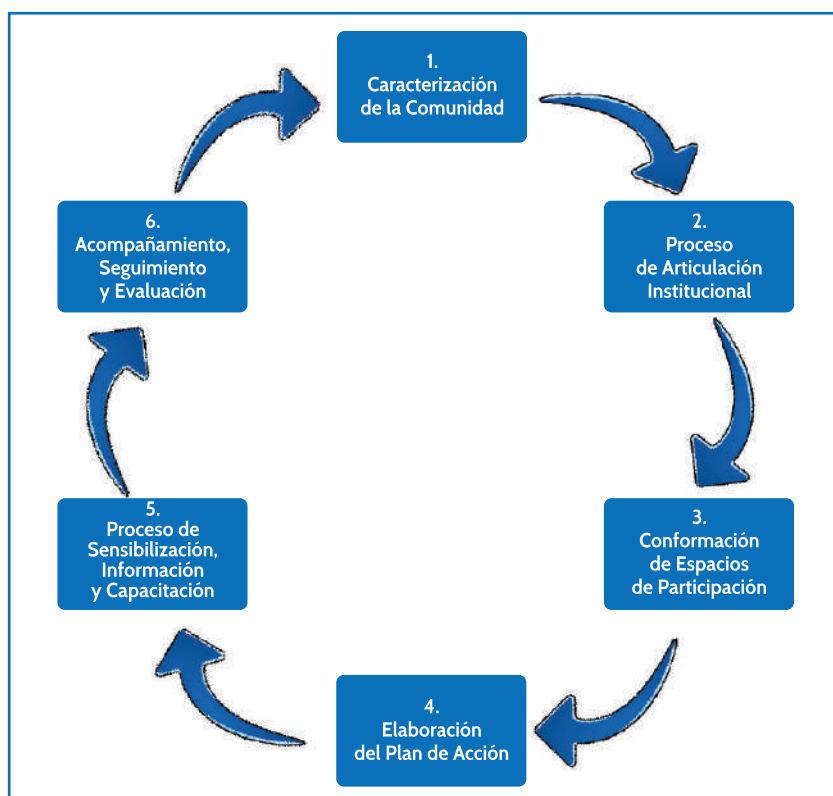 1.
Caracterización
de la Comunidad
2.
Proceso
de Articulación
Institucional
3.
Conformación
de Espacios
de Participación
4.
Elaboración
del Plan de Acción
5.
Proceso de
Sensibilización,
Información
y Capacitación
6.
Acompañamiento,
Seguimiento
y Evaluación